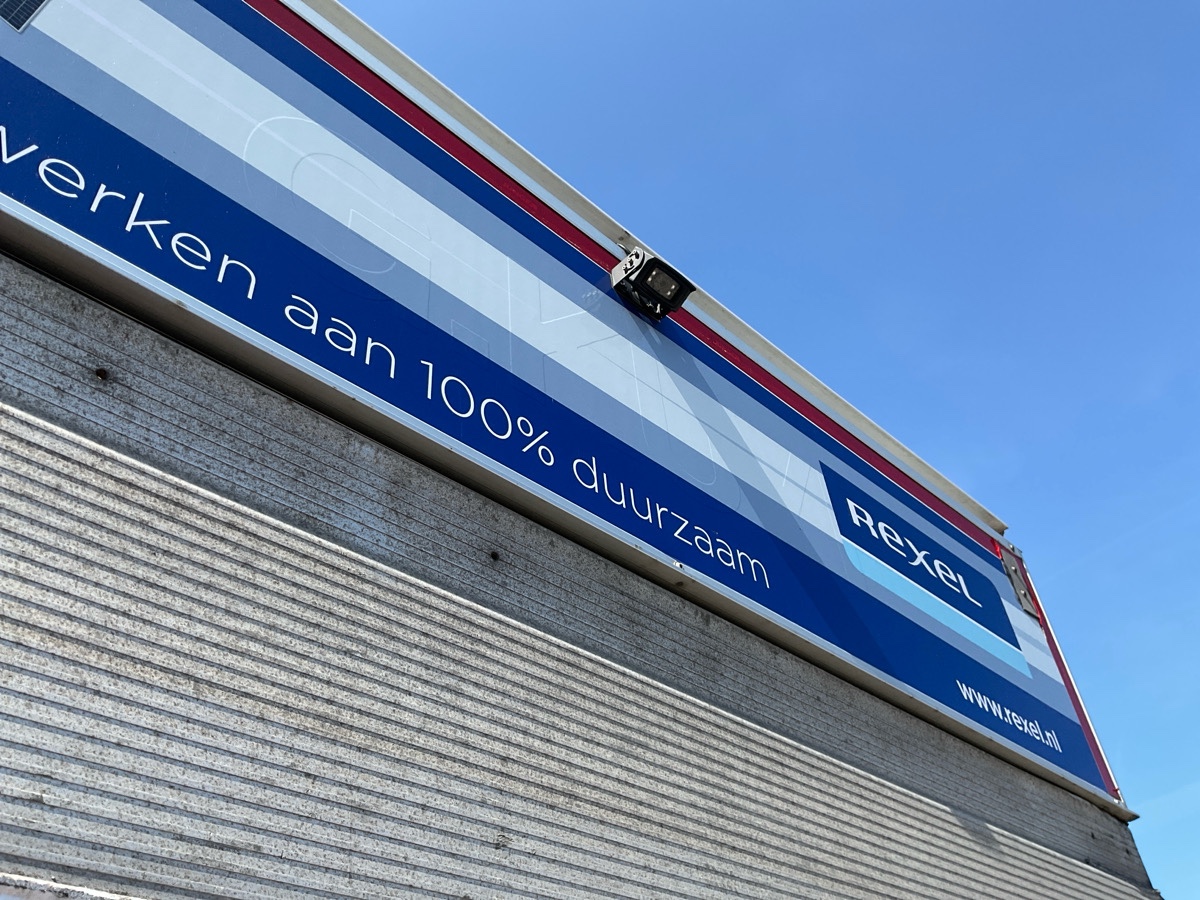 werken aan 100% duurzaam
Rexel
www.rexel.nl